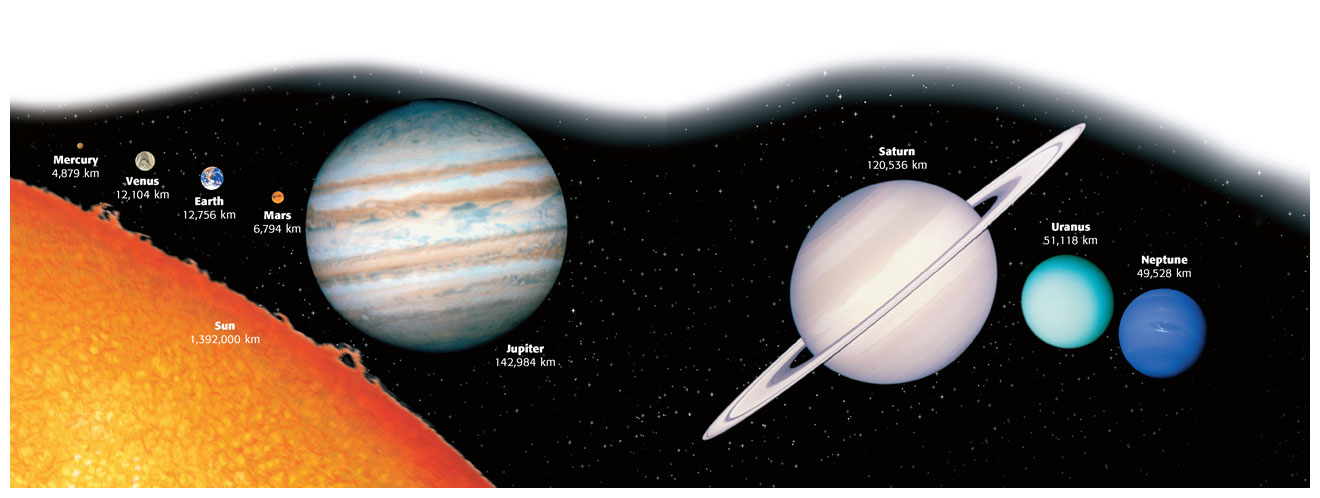 Mercury
4,879 km
Venus
12,104 km
Earth
12,756 km
Mars
6,794 km
Sun
1,392,000 km
Jupiter
142,984 km
Saturn
120,536 km
Uranus
51,118 km
Neptune
49,528 km